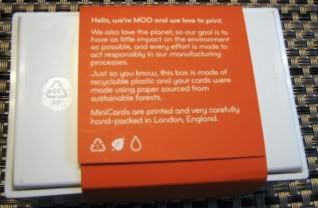 Hello, we're MOO and we love to print.
We also love the planet, so our goal is to
have as little impact on the environment
as possible, and every effort is made to
act responsibly in our manufacturing
processes.
Just so you know, this box is made of
recyclable plastic and your cards were
made using paper sourced from
sustainable forests.
MiniCards are printed and very carefully
hand-packed in London, England.